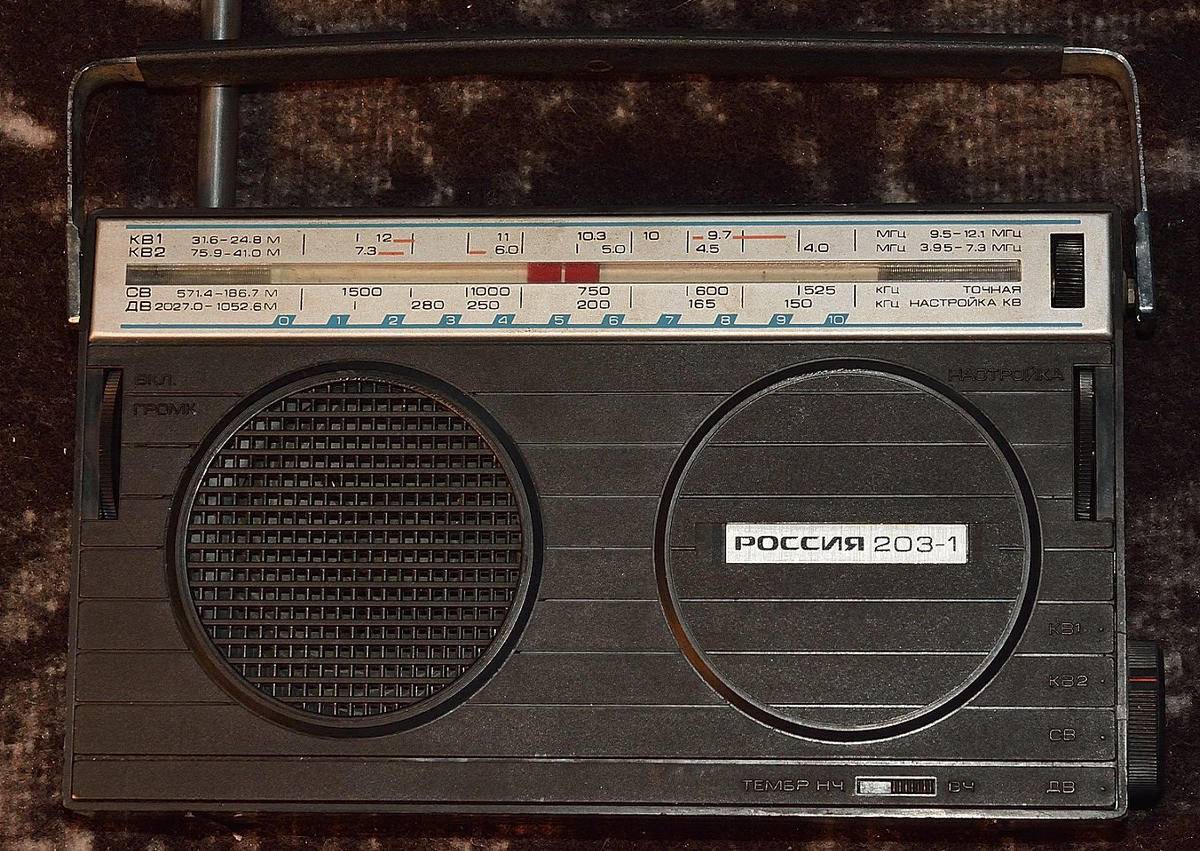 КВ1 31.6-24.8 М 12 11 10.3 10 9.7 МГЦ 9.5-12.1 МГЦ
КВ2 75.9-41.0 М 7.3 6.0 5.0 4.5 4.0 МГЦ 3.95-7.3 МГЦ
СВ 571.4-186.7 М 1500 1000 750 600 525 кГц ТОЧНАЯ
ДВ 2027.0-1052.6 М 280 250 200 165 150 кГц НАСТРОЙКА КВ
0 1 2 3 4 5 6 7 8 9 10
ВКЛ. НАСТРОЙКА
ГРОМК
РОССИЯ 203-1
КВ1
КВ2
СВ
ТЕМБР НЧ ВЧ ДВ